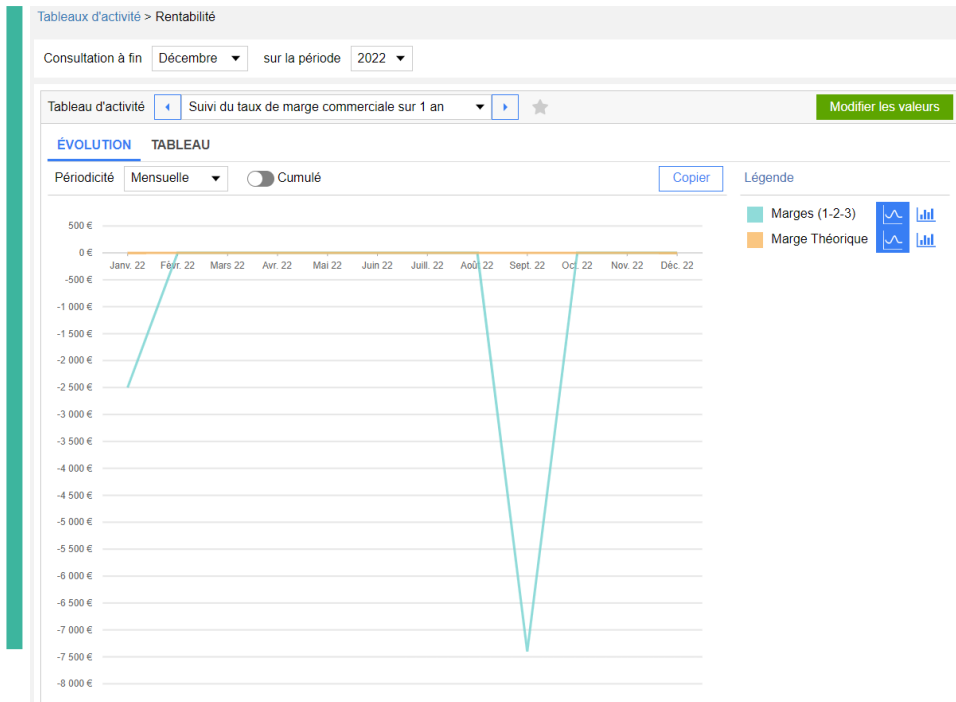 Tableaux d'activité > Rentabilité
Consultation à fin Décembre sur la période 2022
Tableau d'activité Suivi du taux de marge commerciale sur 1 an Modifier les valeurs
ÉVOLUTION TABLEAU
Périodicité Mensuelle Cumulé Copier Légende
Marges (1-2-3)
Marge Théorique
500 €
0 €
Janv. 22 Févr. 22 Mars 22 Avr. 22 Mai 22 Juin 22 Juill. 22 Août 22 Sept. 22 Oct. 22 Nov. 22 Déc. 22
-500 €
-1 000 €
-1 500 €
-2 000 €
-2 500 €
-3 000 €
-3 500 €
-4 000 €
-4 500 €
-5 000 €
-5 500 €
-6 000 €
-6 500 €
-7 000 €
-7 500 €
-8 000 €